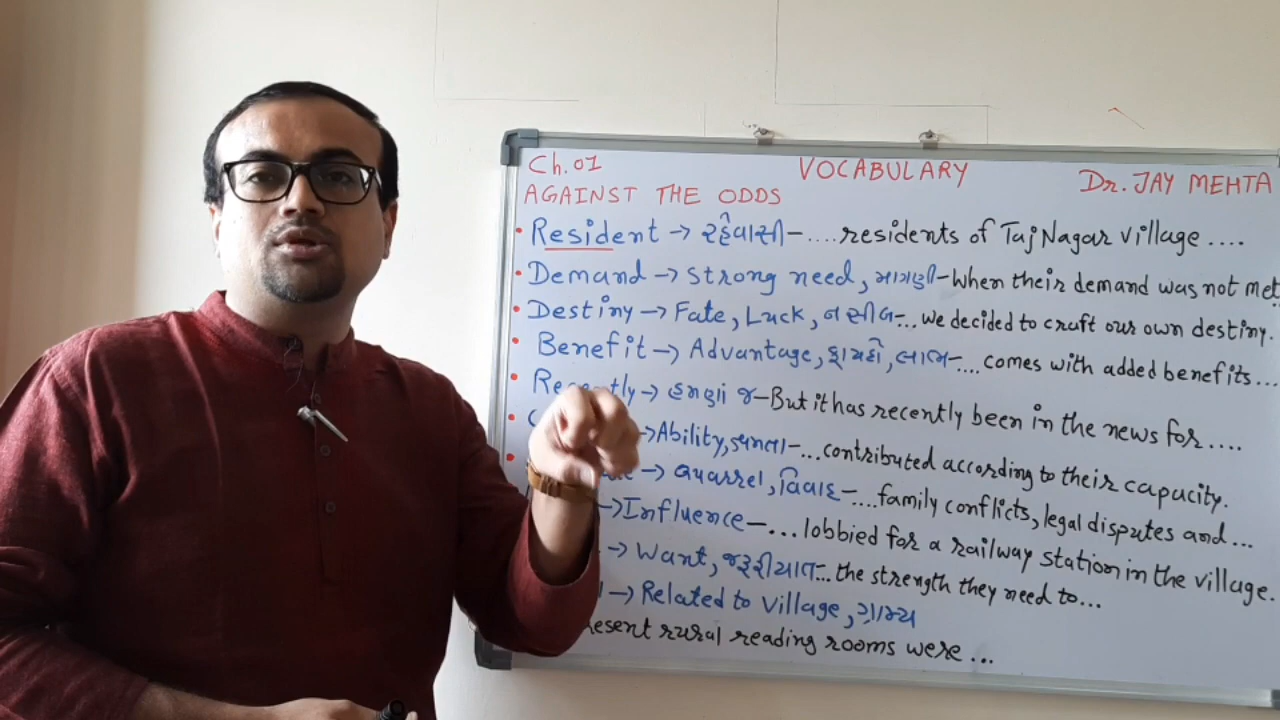 Ch.01 VOCABULARY Dr. JAY MEHTA
AGAINST THE ODDS
• Resident → રહેવાસી - ....residents of Taj Nagar village ....
• Demand → strong need, માગણી - When their demand was not met
• Destiny → Fate, Luck, નસીબ - ... we decided to craft our own destiny.
• Benefit → Advantage, ફાયદો, લાભ - ....comes with added benefits...
• Recently → હમણાં જ - But it has recently been in the news for ....
• → Ability, ક્ષમતા - ...contributed according to their capacity.
• → Quarrel, વિવાદ - ....family conflicts, legal disputes and...
→ Influence - ...lobbied for a railway station in the village.
→ Want, જરૂરીયાત - ... the strength they need to...
→ Related to village, ગ્રામ્ય
rural reading rooms were ...